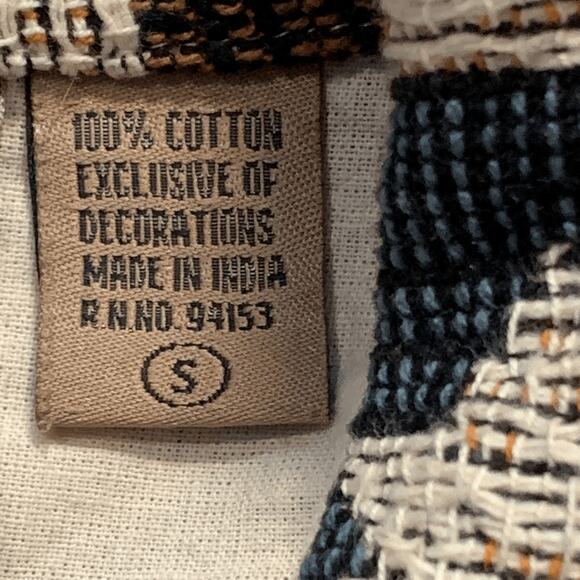 100% COTTON
EXCLUSIVE OF
DECORATIONS
MADE IN INDIA
R.N.NO. 94153
S